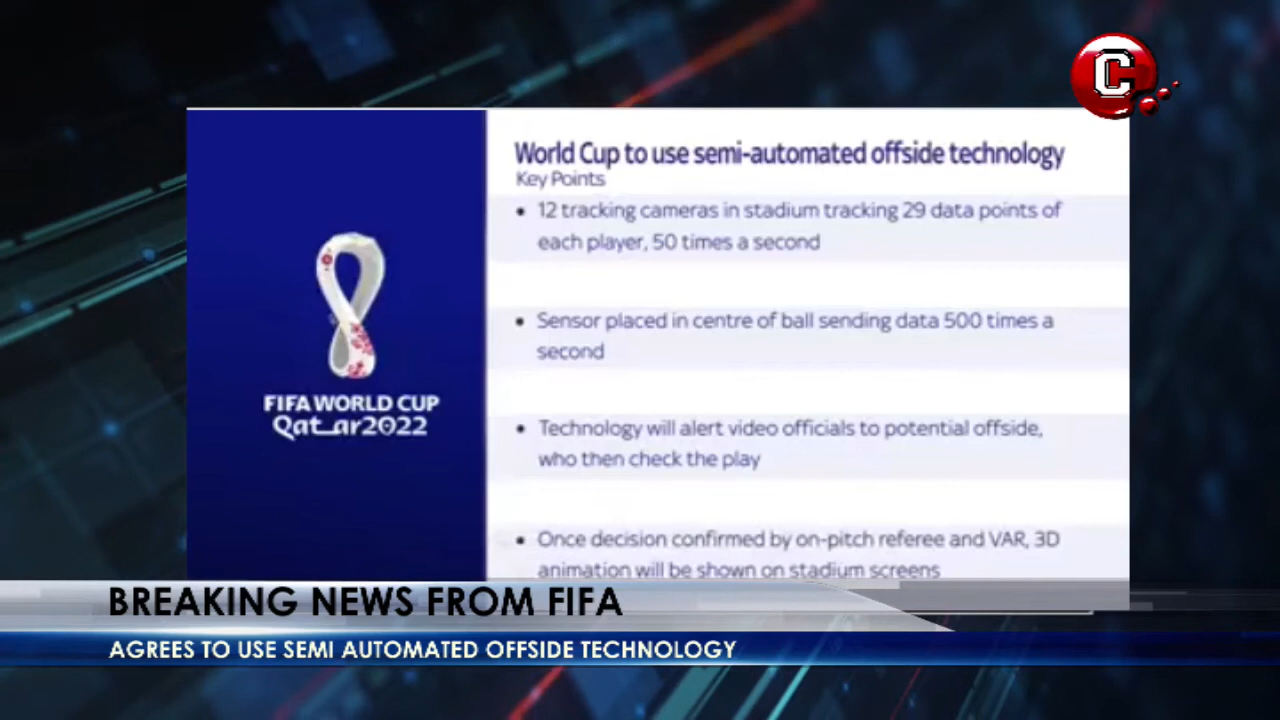 C
World Cup to use semi-automated offside technology
Key Points
• 12 tracking cameras in stadium tracking 29 data points of
each player, 50 times a second
• Sensor placed in centre of ball sending data 500 times a
second
• Technology will alert video officials to potential offside,
who then check the play
• Once decision confirmed by on-pitch referee and VAR, 3D
animation will be shown on stadium screens
FIFA WORLD CUP
Qatar2022
BREAKING NEWS FROM FIFA
AGREES TO USE SEMI AUTOMATED OFFSIDE TECHNOLOGY